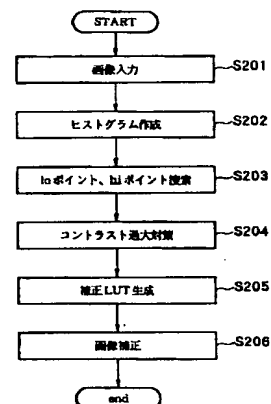 START
画像入力
S201
ヒストグラム作成
S202
loポイント、hiポイント検索
S203
コントラスト過大対策
S204
補正LUT生成
S205
画像補正
S206
end